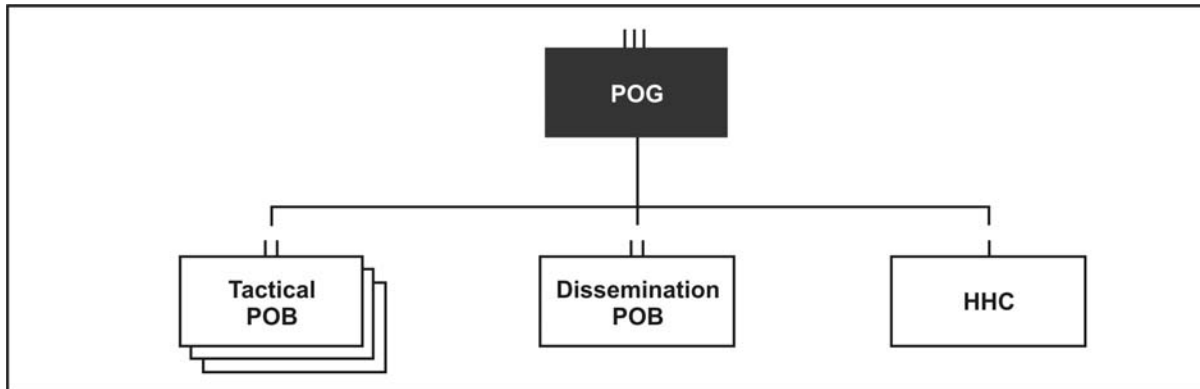 POG
Tactical
POB
Dissemination
POB
HHC